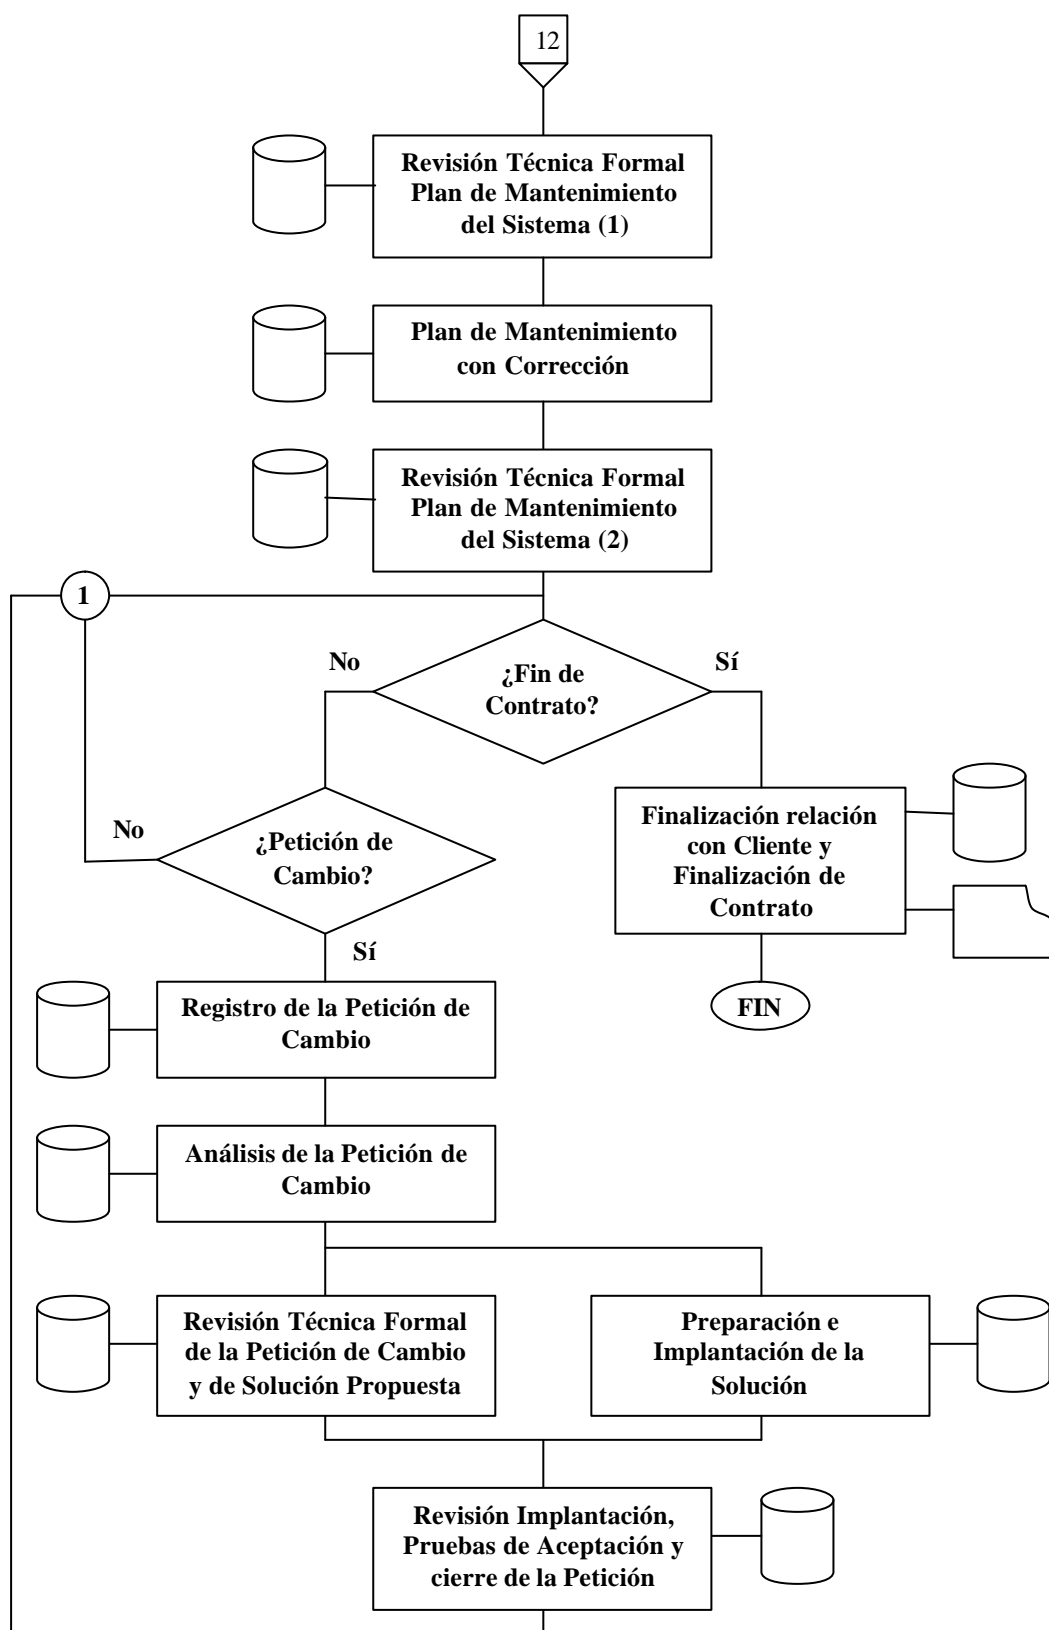 12
Revisión Técnica Formal
Plan de Mantenimiento
del Sistema (1)
Plan de Mantenimiento
con Corrección
Revisión Técnica Formal
Plan de Mantenimiento
del Sistema (2)
1
No
Sí
¿Fin de
Contrato?
No
¿Petición de
Cambio?
Sí
Finalización relación
con Cliente y
Finalización de
Contrato
FIN
Registro de la Petición de
Cambio
Análisis de la Petición de
Cambio
Revisión Técnica Formal
de la Petición de Cambio
y de Solución Propuesta
Preparación e
Implantación de la
Solución
Revisión Implantación,
Pruebas de Aceptación y
cierre de la Petición